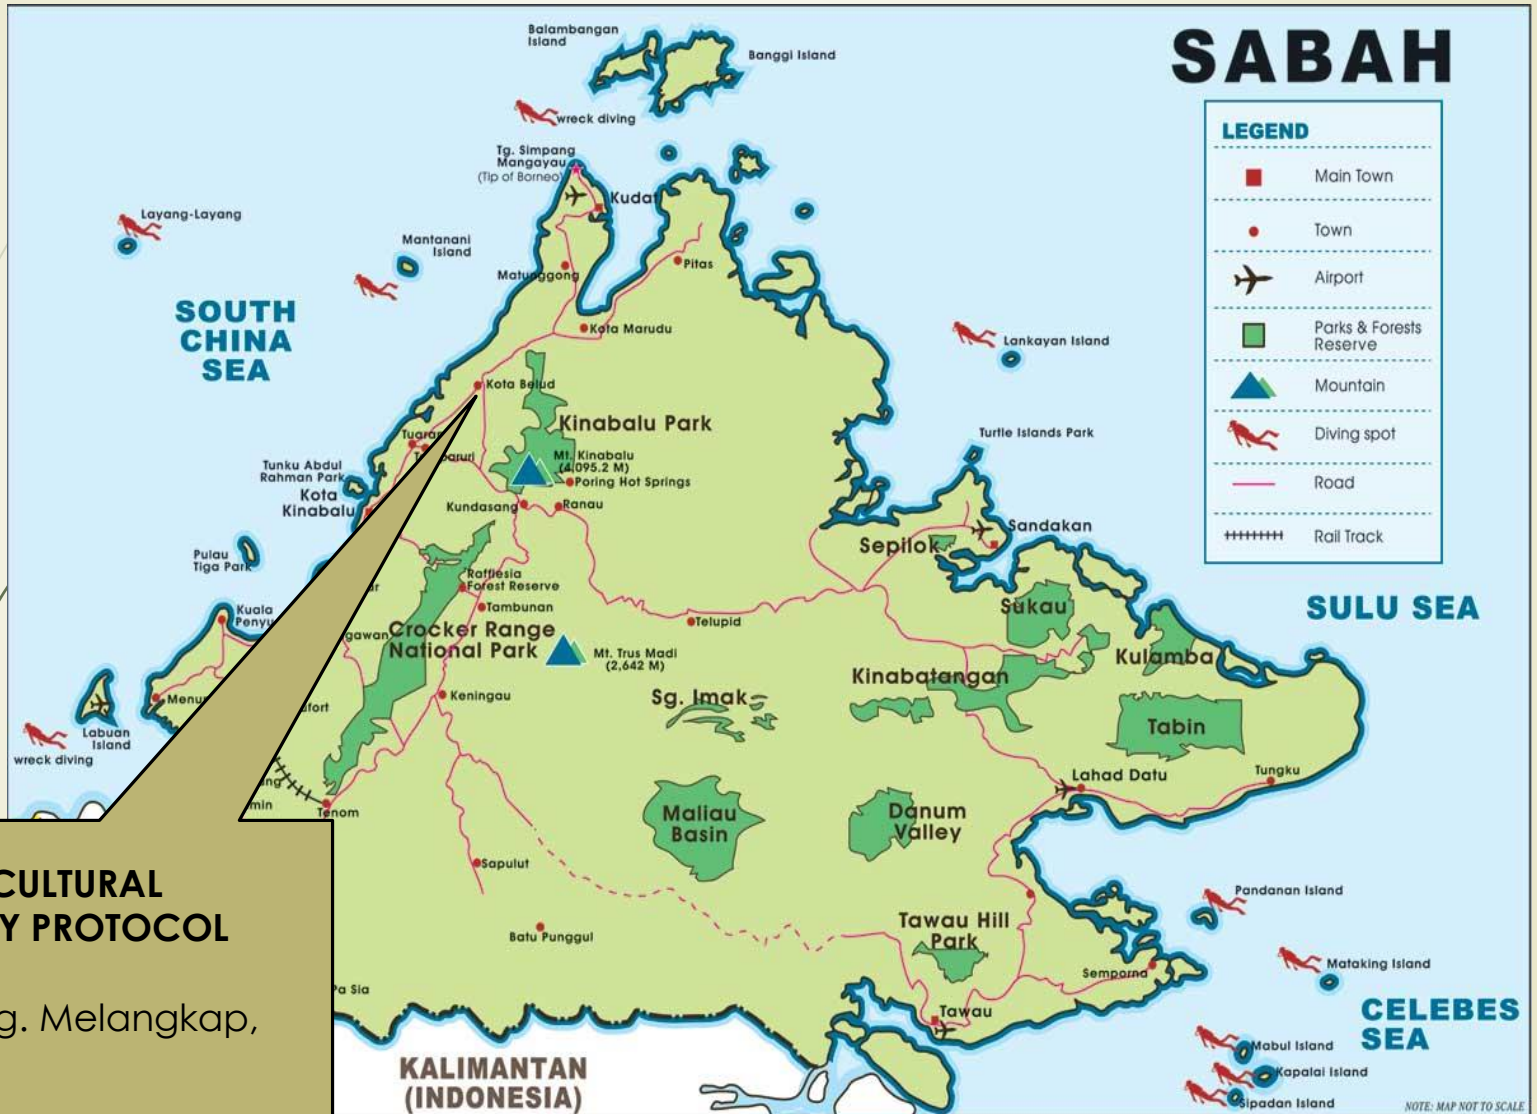 SABAH
Balambangan
Island
Banggi Island
wreck diving
Tg. Simpang
Mangayau
(Tip of Borneo)
Kudat
Layang-Layang
Mantanani
Island
Matunggong
Pitas
SOUTH
CHINA
SEA
Kota Marudu
Lankayan Island
Kota Belud
Kinabalu Park
Turtle Islands Park
Mt. Kinabalu
(4,095.2 M)
Poring Hot Springs
Tunku Abdul
Rahman Park
Kota
Kinabalu
Kundasang
Ranau
Sandakan
Sepilok
Pulau
Tiga Park
Rafflesia
Forest Reserve
Tambunan
Sukau
SULU SEA
Kuala
Penyu
Telupid
gawan
Crocker Range
National Park
Mt. Trus Madi
(2,642 M)
Kulamba
Kinabatangan
Keningau
Sg. Imak
Menum
fort
Tabin
Labuan
Island
wreck diving
Lahad Datu
Tungku
ng
min
Tenom
Maliau
Basin
Danum
Valley
Sapulut
Pandanan Island
Batu Punggul
Tawau Hill
Park
Semporna
Mataking Island
Pa Sia
Tawau
CELEBES
SEA
Mabul Island
Kapalai Island
Sipadan Island
KALIMANTAN
(INDONESIA)
NOTE: MAP NOT TO SCALE
LEGEND
Main Town
Town
Airport
Parks & Forests
Reserve
Mountain
Diving spot
Road
Rail Track
CULTURAL
Y PROTOCOL
g. Melangkap,